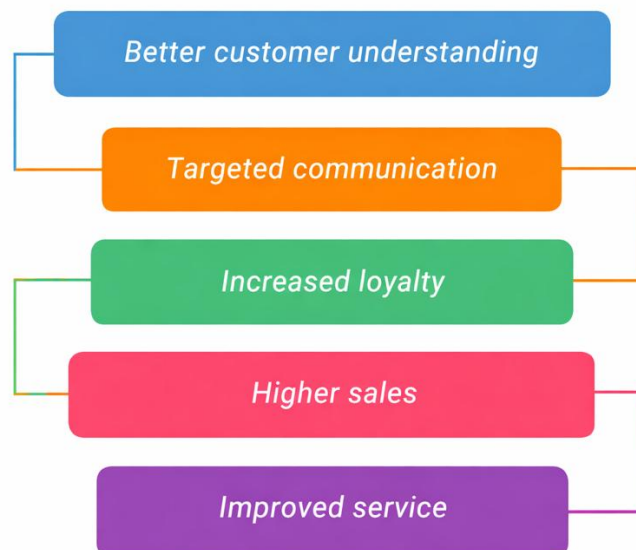 Better customer understanding
Targeted communication
Increased loyalty
Higher sales
Improved service